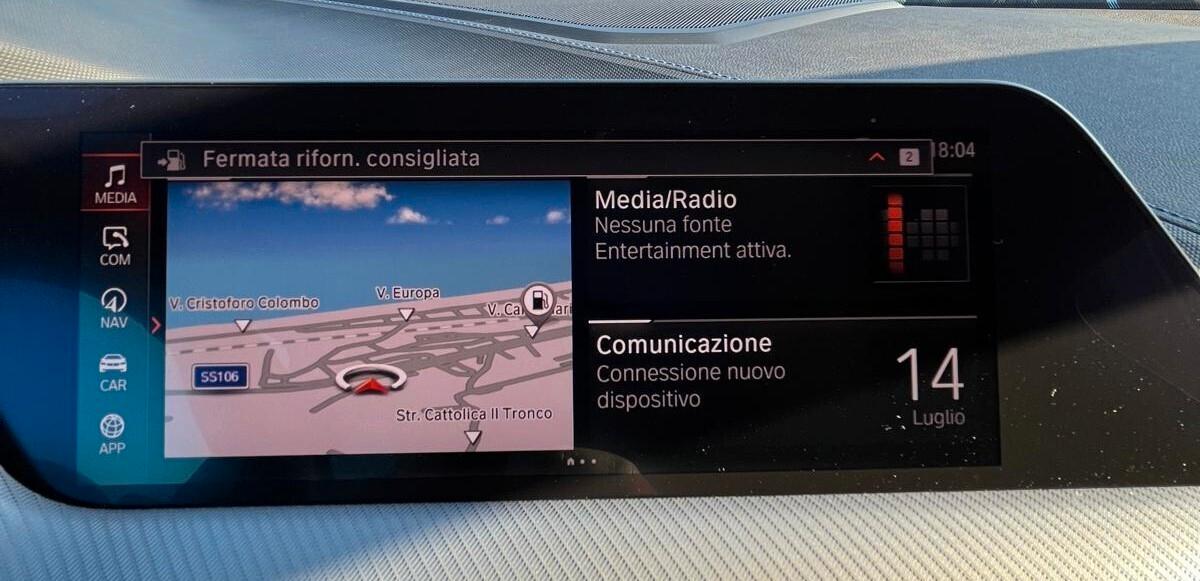 Fermata riforn. consigliata
2
18:04
MEDIA
COM
NAV
CAR
APP
V. Cristoforo Colombo
V. Europa
SS106
Str. Cattolica II Tronco
Media/Radio
Nessuna fonte
Entertainment attiva.
Comunicazione
Connessione nuovo
dispositivo
14
Luglio